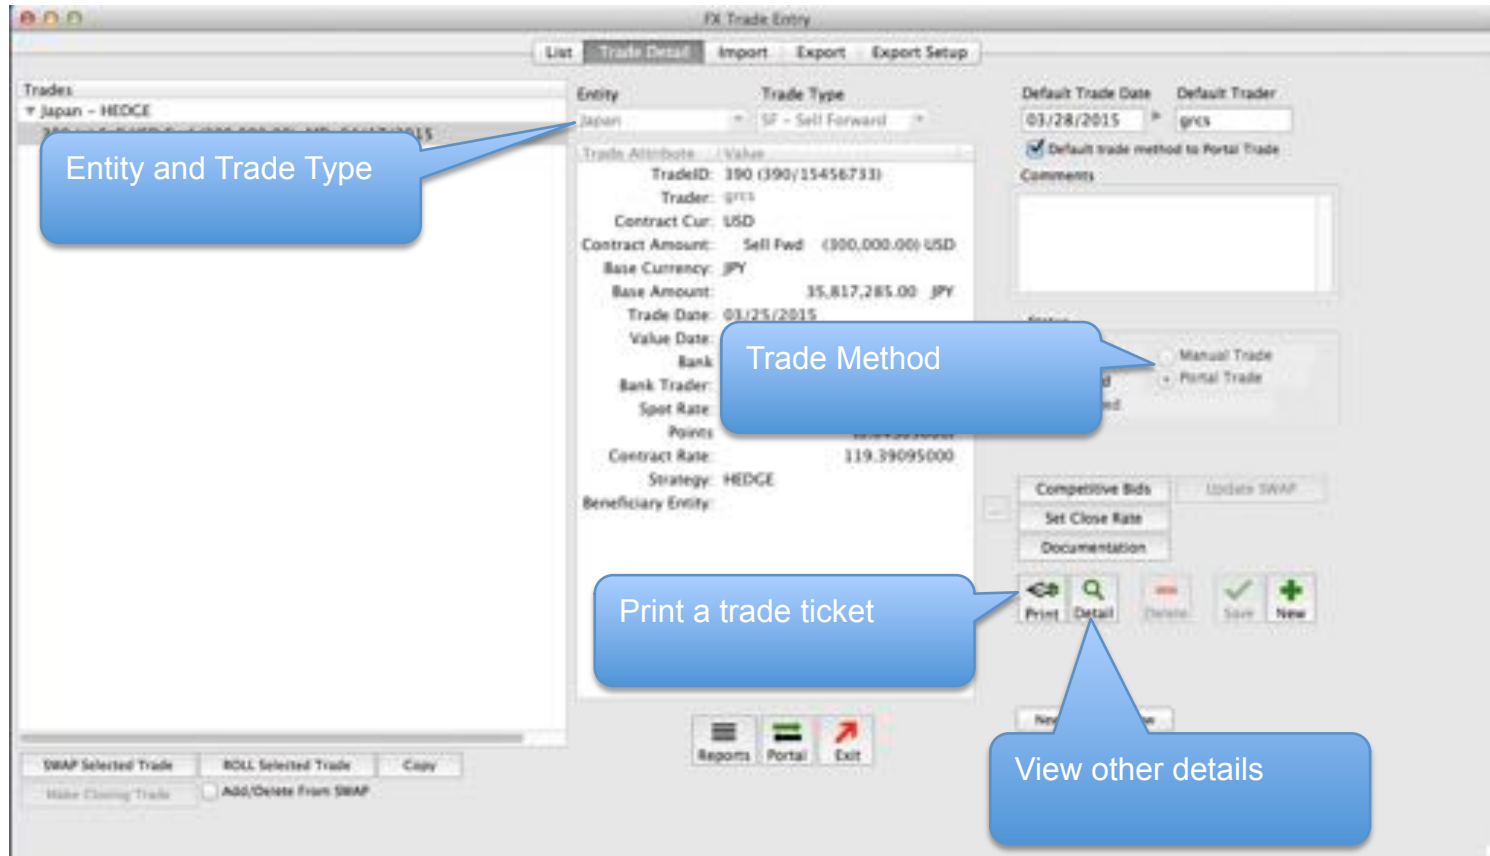 FX Trade Entry
List Trade Detail Import Export Export Setup
Trades
Japan - HEDGE
Entity and Trade Type
Entity Trade Type
Japan SF - Sell Forward
Trade Attribute Value
TradeID: 390 (390/15456733)
Trader: grcs
Contract Cur: USD
Contract Amount: Sell Fwd (300,000.00) USD
Base Currency: JPY
Base Amount: 35,817,285.00 JPY
Trade Date: 03/25/2015
Value Date:
Bank
Bank Trader:
Spot Rate
Points
Contract Rate: 119.39095000
Strategy: HEDGE
Beneficiary Entity:
Default Trade Date Default Trader
03/28/2015 grcs
Default trade method to Portal Trade
Comments
Trade Method
Manual Trade
Portal Trade
Competitive Bids Update SWAP
Set Close Rate
Documentation
Print a trade ticket
Print Detail Delete Save New
View other details
Reports Portal Exit
SWAP Selected Trade ROLL Selected Trade Copy
Make Closing Trade Add/Delete From SWAP